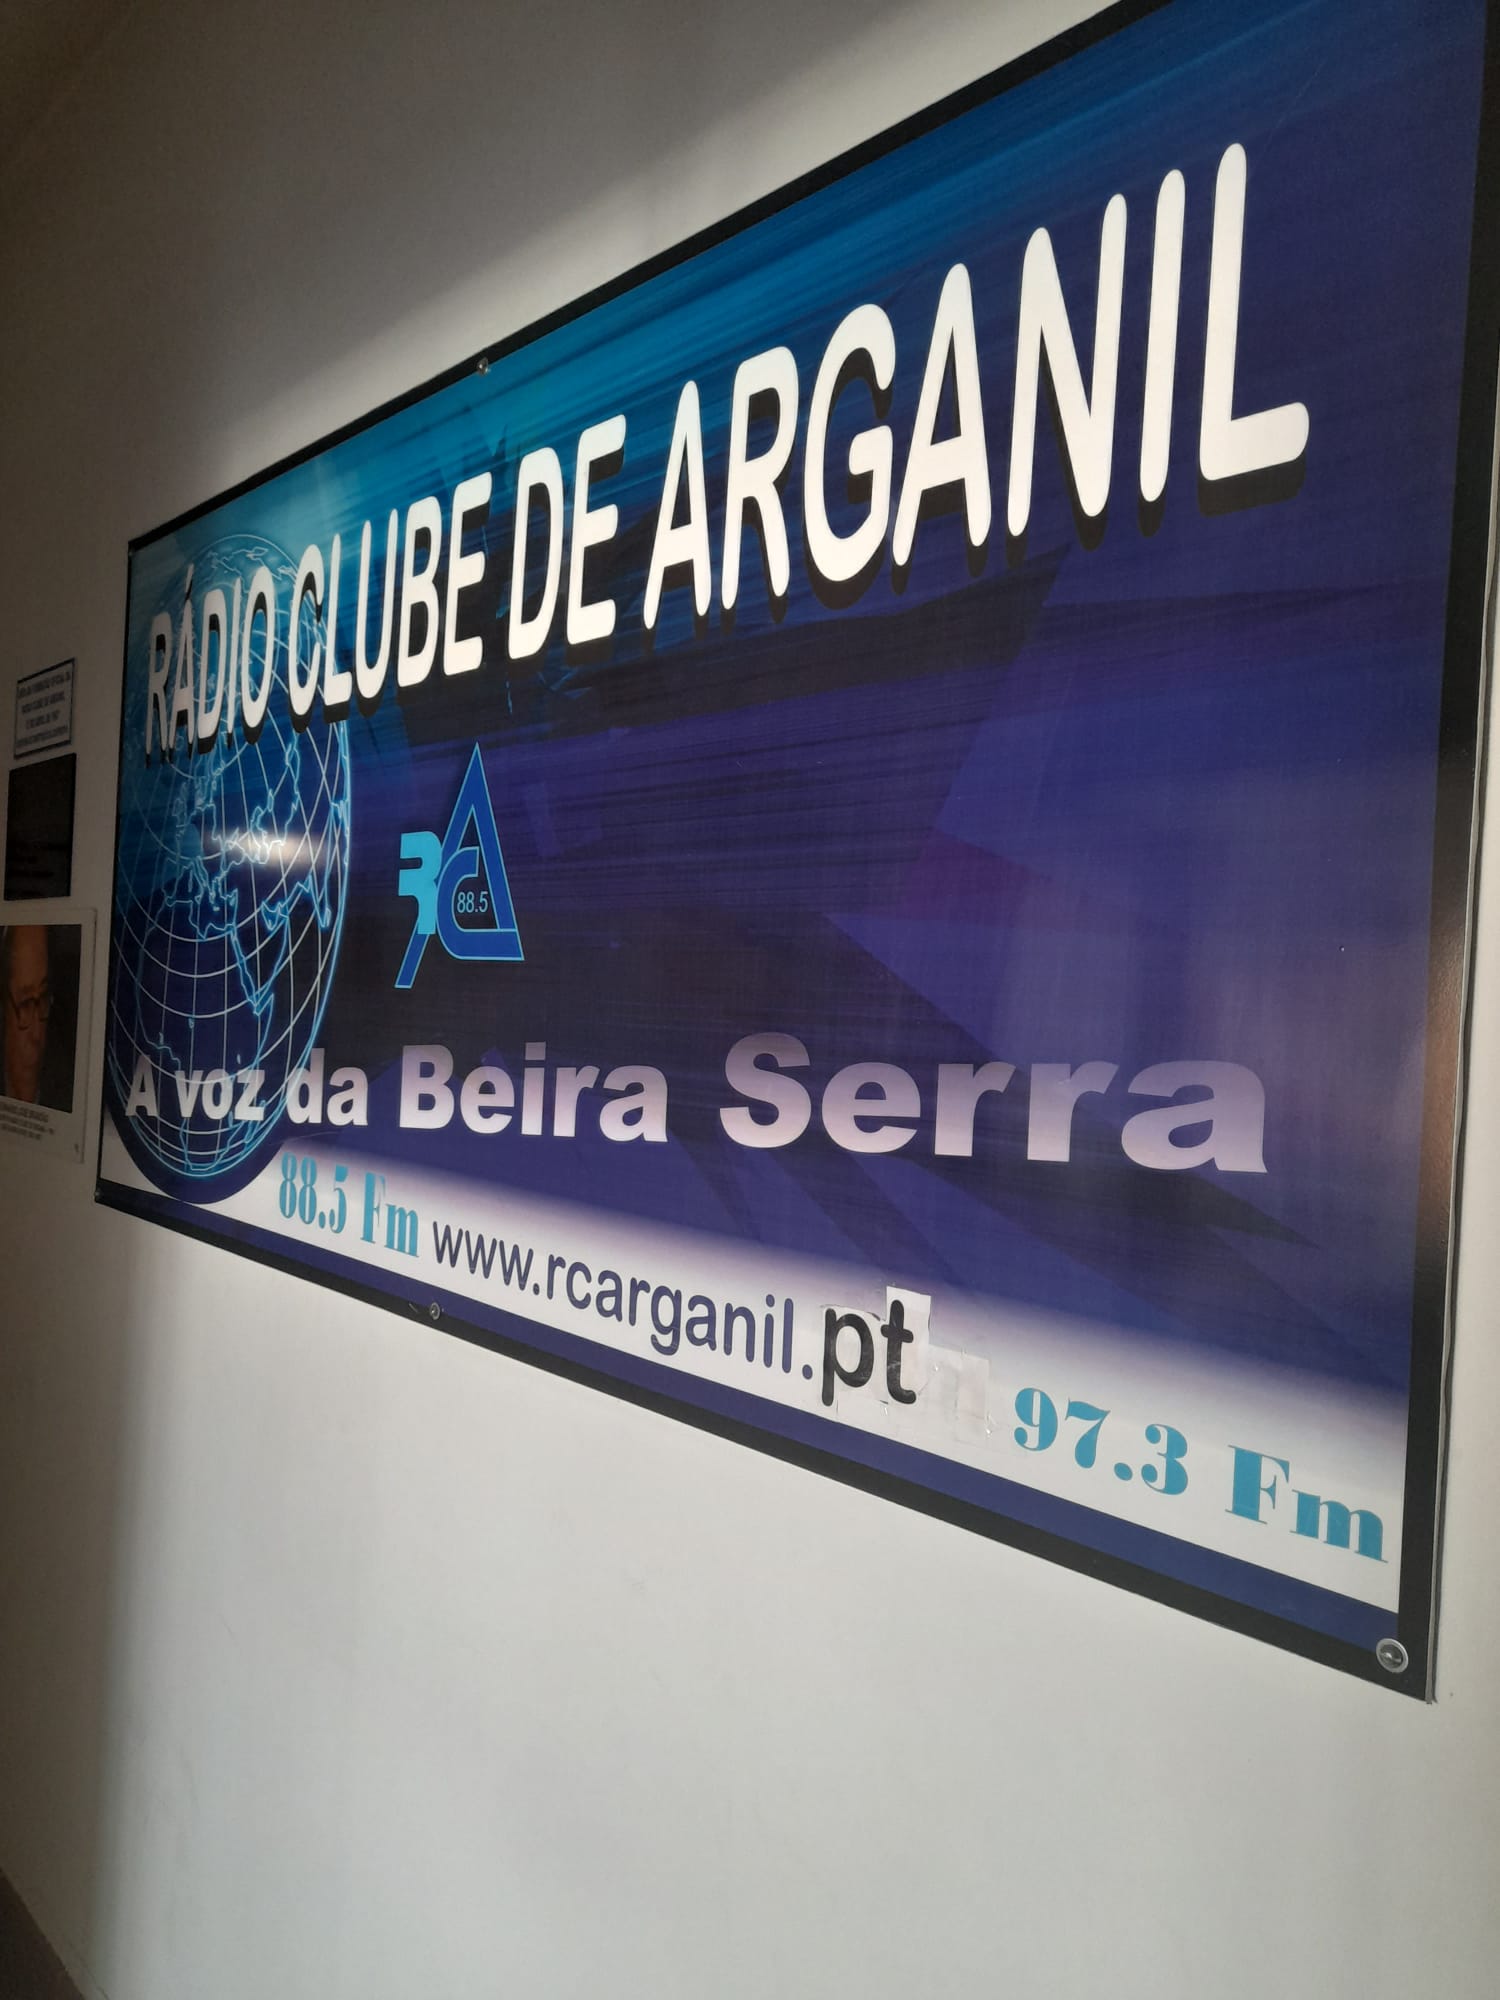 RÁDIO CLUBE DE ARGANIL
RCA
88.5
A voz da Beira Serra
88.5 Fm www.rcarganil.pt 97.3 Fm